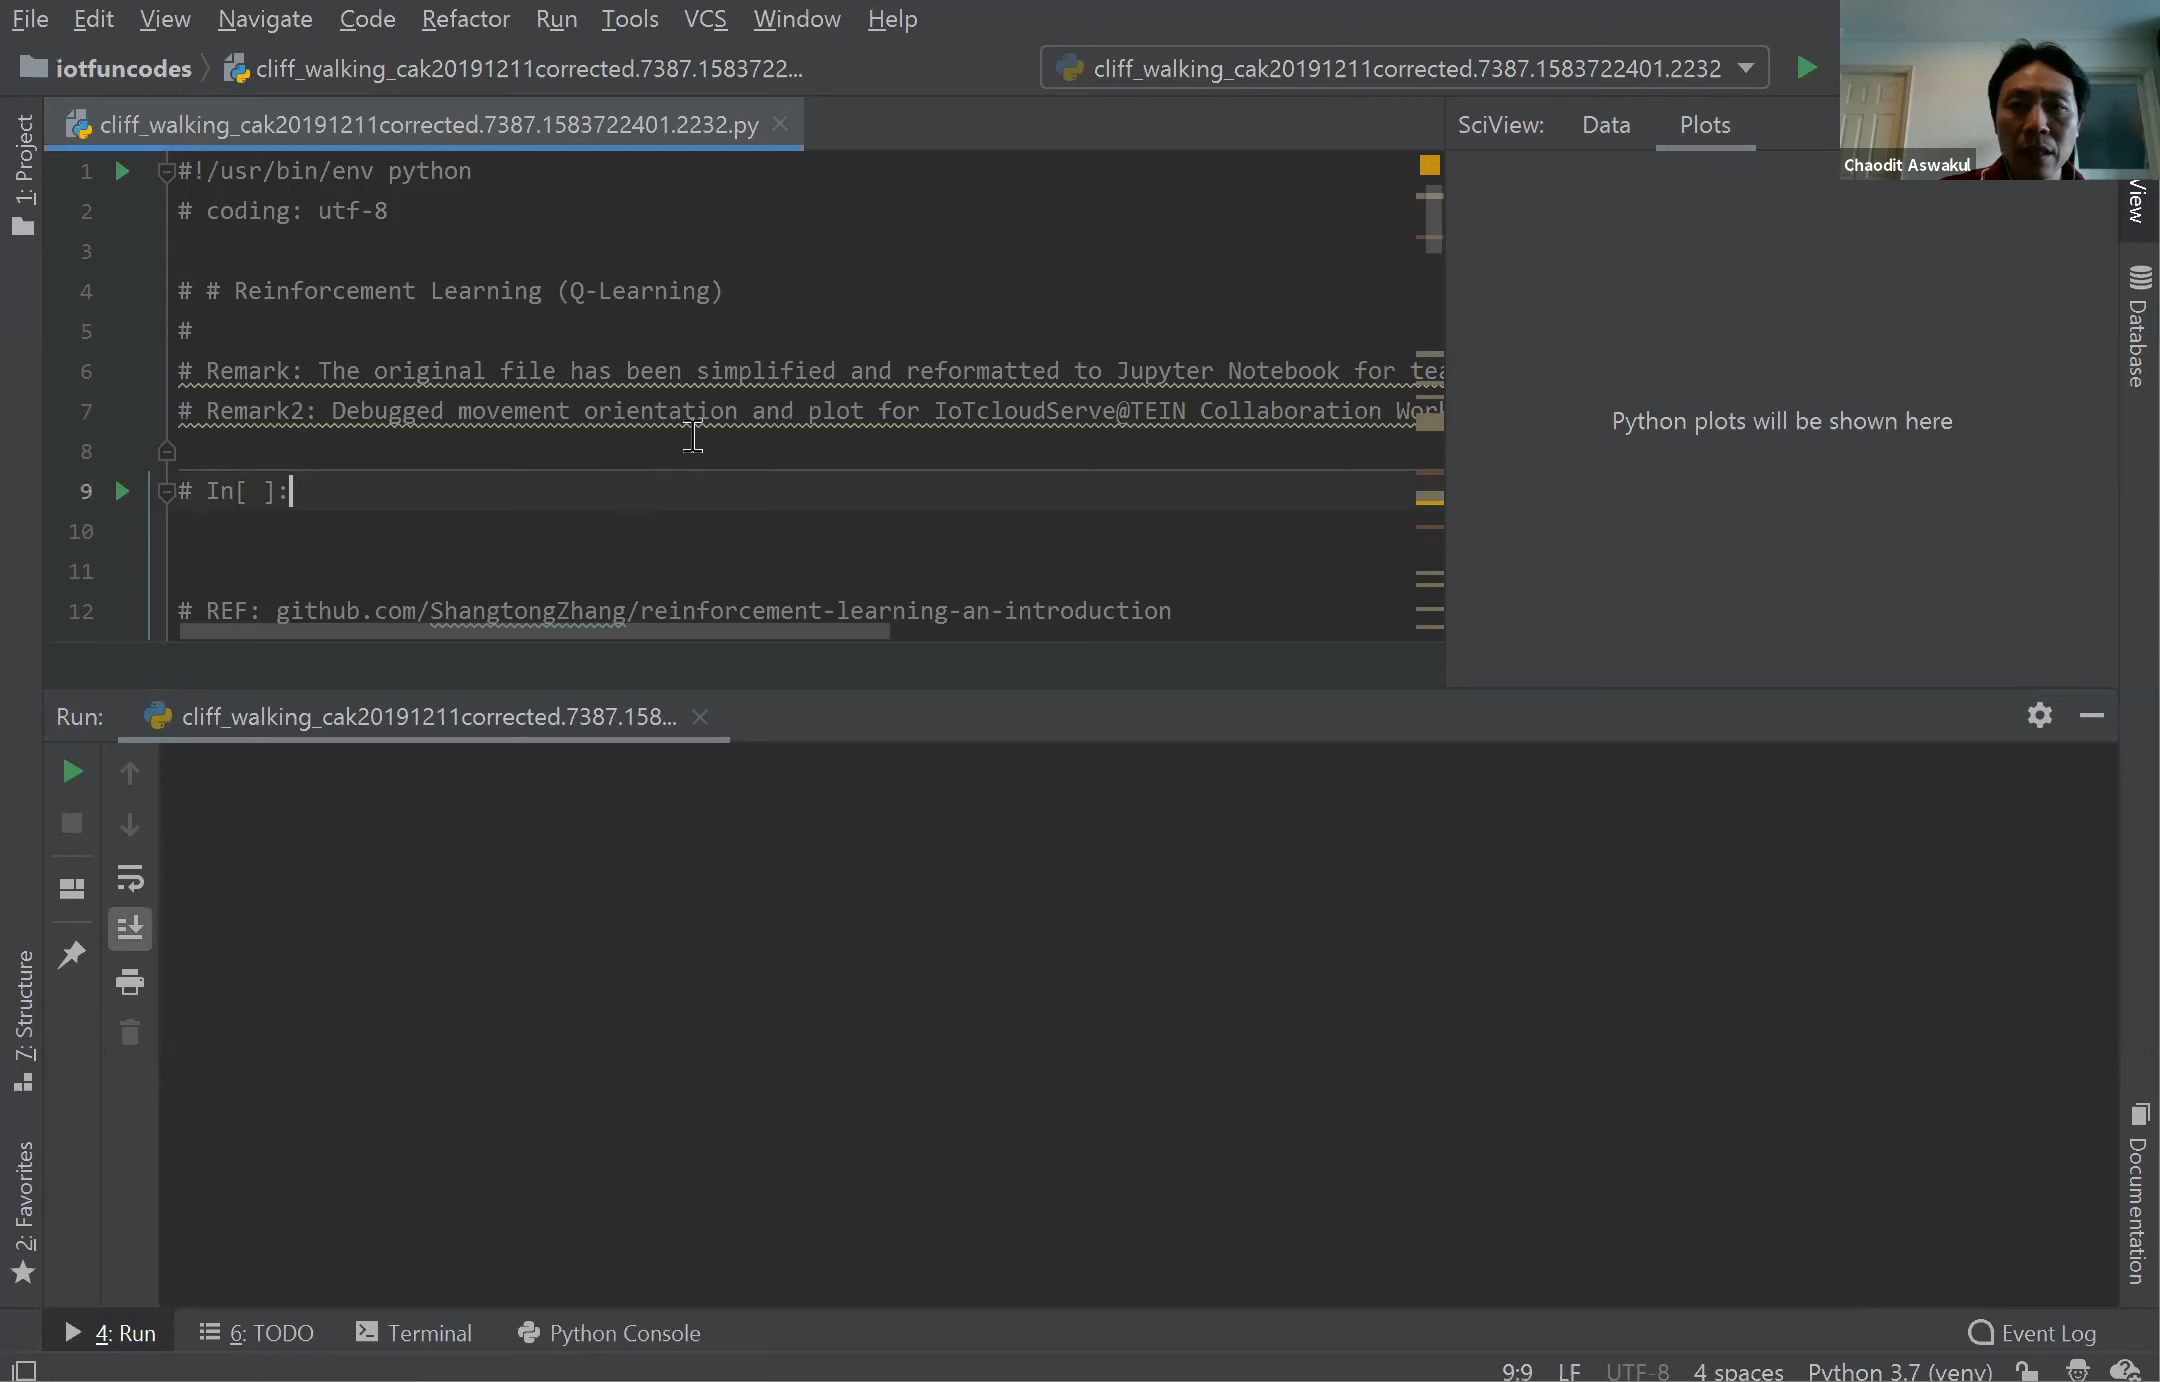 File Edit View Navigate Code Refactor Run Tools VCS Window Help
iotfuncodes cliff_walking_cak20191211corrected.7387.1583722... cliff_walking_cak20191211corrected.7387.1583722401.2232
Chaodit Aswakul
cliff_walking_cak20191211corrected.7387.1583722401.2232.py
SciView: Data Plots
1: Project
1 #!/usr/bin/env python
2 # coding: utf-8
3
4 # # Reinforcement Learning (Q-Learning)
5 #
6 # Remark: The original file has been simplified and reformatted to Jupyter Notebook for tea
7 # Remark2: Debugged movement orientation and plot for IoTcloudServe@TEIN Collaboration Wor
8
9 # In[ ]:
10
11
12 # REF: github.com/ShangtongZhang/reinforcement-learning-an-introduction
Python plots will be shown here
View
Database
Documentation
Run: cliff_walking_cak20191211corrected.7387.158...
7: Structure
2: Favorites
4: Run 6: TODO Terminal Python Console Event Log
9:9 LF UTF-8 4 spaces Python 3.7 (venv)